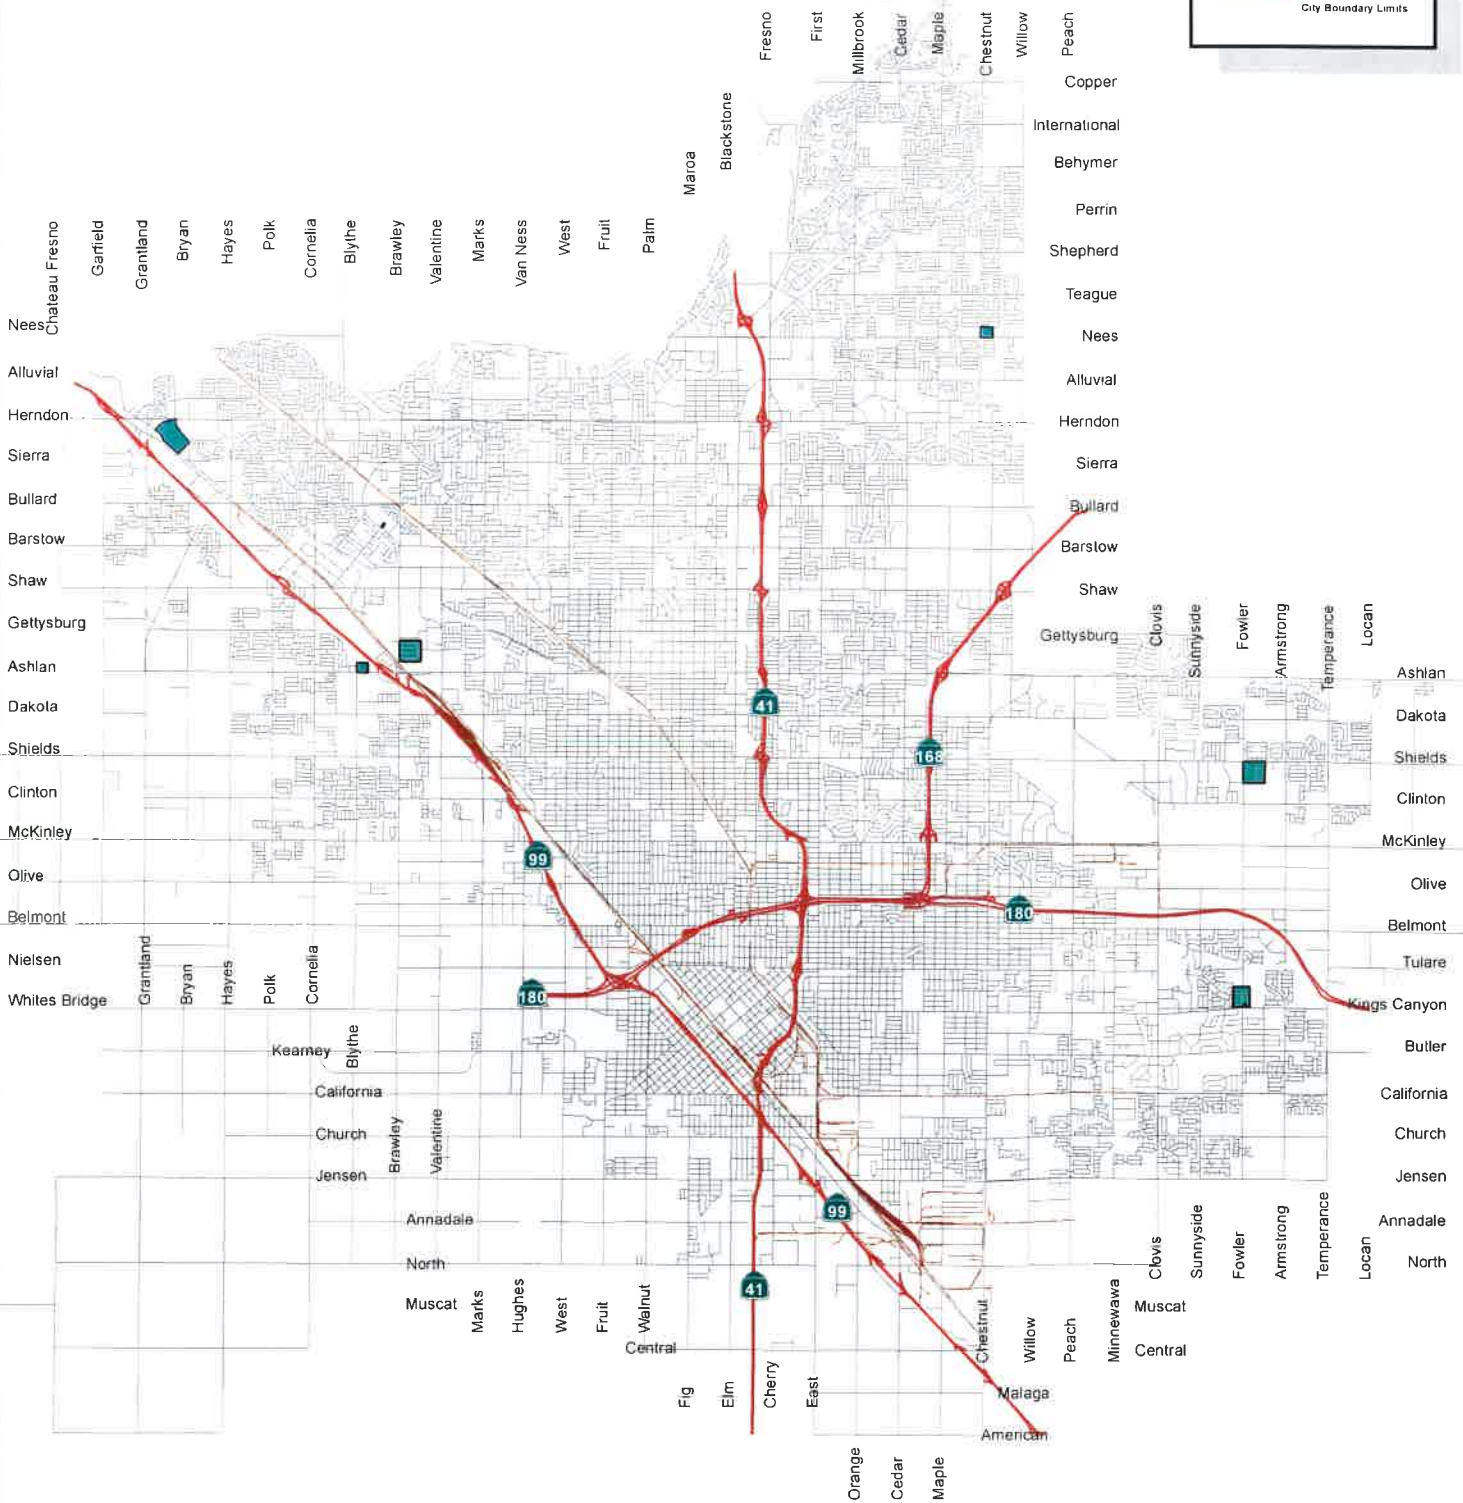 City Boundary Limits
Fresno
First
Millbrook
Cedar
Maple
Chestnut
Willow
Peach
Copper
International
Behymer
Perrin
Shepherd
Teague
Nees
Alluvial
Herndon
Sierra
Bullard
Barstow
Shaw
Gettysburg
Maroa
Blackstone
Chateau Fresno
Garfield
Grantland
Bryan
Hayes
Polk
Cornelia
Blythe
Brawley
Valentine
Marks
Van Ness
West
Fruit
Palm
Nees
Alluvial
Herndon
Sierra
Bullard
Barstow
Shaw
Gettysburg
Ashlan
Dakota
Shields
Clinton
McKinley
Olive
Belmont
Nielsen
Whites Bridge
Clovis
Sunnyside
Fowler
Armstrong
Temperance
Locan
Ashlan
Dakota
Shields
Clinton
McKinley
Olive
Belmont
Tulare
Kings Canyon
Butler
California
Church
Jensen
Annadale
North
41
168
99
180
180
99
41
Grantland
Bryan
Hayes
Polk
Cornelia
Kearney
Blythe
California
Church
Brawley
Valentine
Jensen
Annadale
North
Muscat
Marks
Hughes
West
Fruit
Walnut
Central
Fig
Elm
Cherry
East
Chestnut
Willow
Peach
Minnewawa
Clovis
Sunnyside
Fowler
Armstrong
Temperance
Locan
Muscat
Central
Malaga
American
Orange
Cedar
Maple